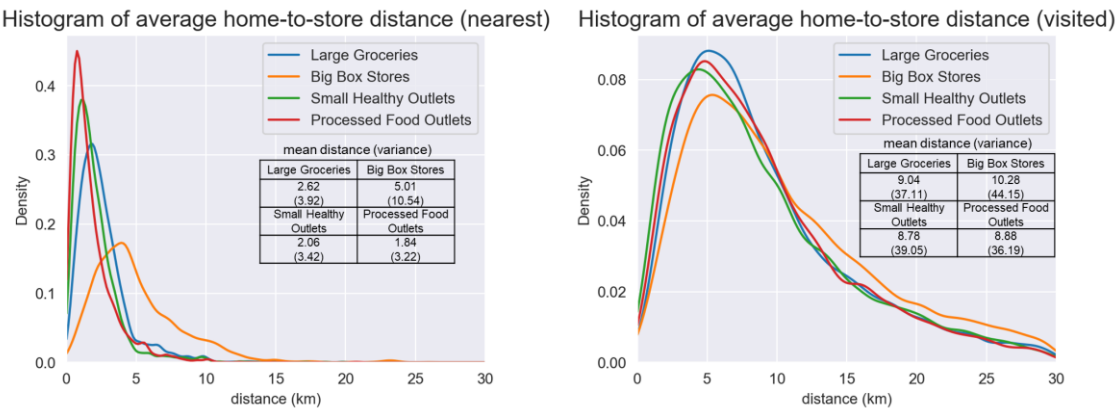 Histogram of average home-to-store distance (nearest)
Large Groceries
Big Box Stores
Small Healthy Outlets
Processed Food Outlets
mean distance (variance)
Large Groceries Big Box Stores
2.62 5.01
(3.92) (10.54)
Small Healthy Processed Food
Outlets Outlets
2.06 1.84
(3.42) (3.22)
Density
0.4
0.3
0.2
0.1
0.0
0 5 10 15 20 25 30
distance (km)
Histogram of average home-to-store distance (visited)
Large Groceries
Big Box Stores
Small Healthy Outlets
Processed Food Outlets
mean distance (variance)
Large Groceries Big Box Stores
9.04 10.28
(37.11) (44.15)
Small Healthy Processed Food
Outlets Outlets
8.78 8.88
(39.05) (36.19)
Density
0.08
0.06
0.04
0.02
0.00
0 5 10 15 20 25 30
distance (km)